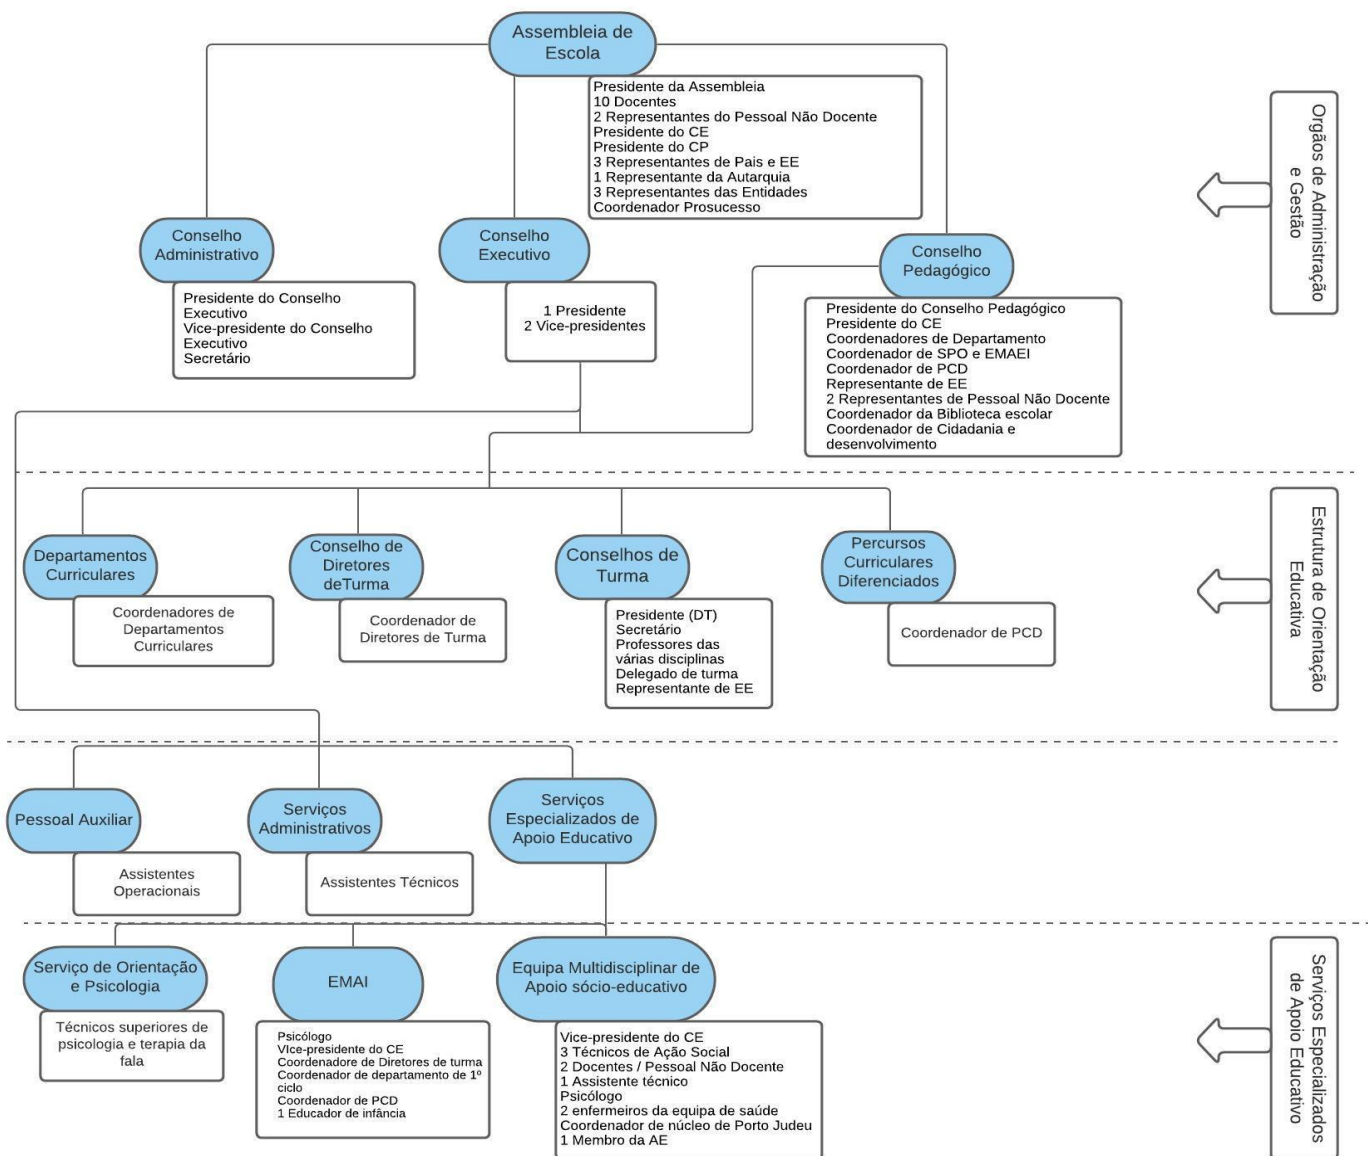 Assembleia de
Escola
Presidente da Assembleia
10 Docentes
2 Representantes do Pessoal Não Docente
Presidente do CE
Presidente do CP
3 Representantes de Pais e EE
1 Representante da Autarquia
3 Representantes das Entidades
Coordenador Prosucesso
Orgãos de Administração
e Gestão
Conselho
Administrativo
Presidente do Conselho
Executivo
Vice-presidente do Conselho
Executivo
Secretário
Conselho
Executivo
1 Presidente
2 Vice-presidentes
Conselho
Pedagógico
Presidente do Conselho Pedagógico
Presidente do CE
Coordenadores de Departamento
Coordenador de SPO e EMAEI
Coordenador de PCD
Representante de EE
2 Representantes de Pessoal Não Docente
Coordenador da Biblioteca escolar
Coordenador de Cidadania e
desenvolvimento
Departamentos
Curriculares
Coordenadores de
Departamentos
Curriculares
Conselho de
Diretores
deTurma
Coordenador de
Diretores de Turma
Conselhos de
Turma
Presidente (DT)
Secretário
Professores das
várias disciplinas
Delegado de turma
Representante de EE
Percursos
Curriculares
Diferenciados
Coordenador de PCD
Estrutura de Orientação
Educativa
Pessoal Auxiliar
Assistentes
Operacionais
Serviços
Administrativos
Assistentes Técnicos
Serviços
Especializados de
Apoio Educativo
Serviço de Orientação
e Psicologia
Técnicos superiores de
psicologia e terapia da
fala
EMAI
Psicólogo
VIce-presidente do CE
Coordenadore de Diretores de turma
Coordenador de departamento de 1º
ciclo
Coordenador de PCD
1 Educador de infância
Equipa Multidisciplinar de
Apoio sócio-educativo
Vice-presidente do CE
3 Técnicos de Ação Social
2 Docentes / Pessoal Não Docente
1 Assistente técnico
Psicólogo
2 enfermeiros da equipa de saúde
Coordenador de núcleo de Porto Judeu
1 Membro da AE
Serviços Especializados
de Apoio Educativo